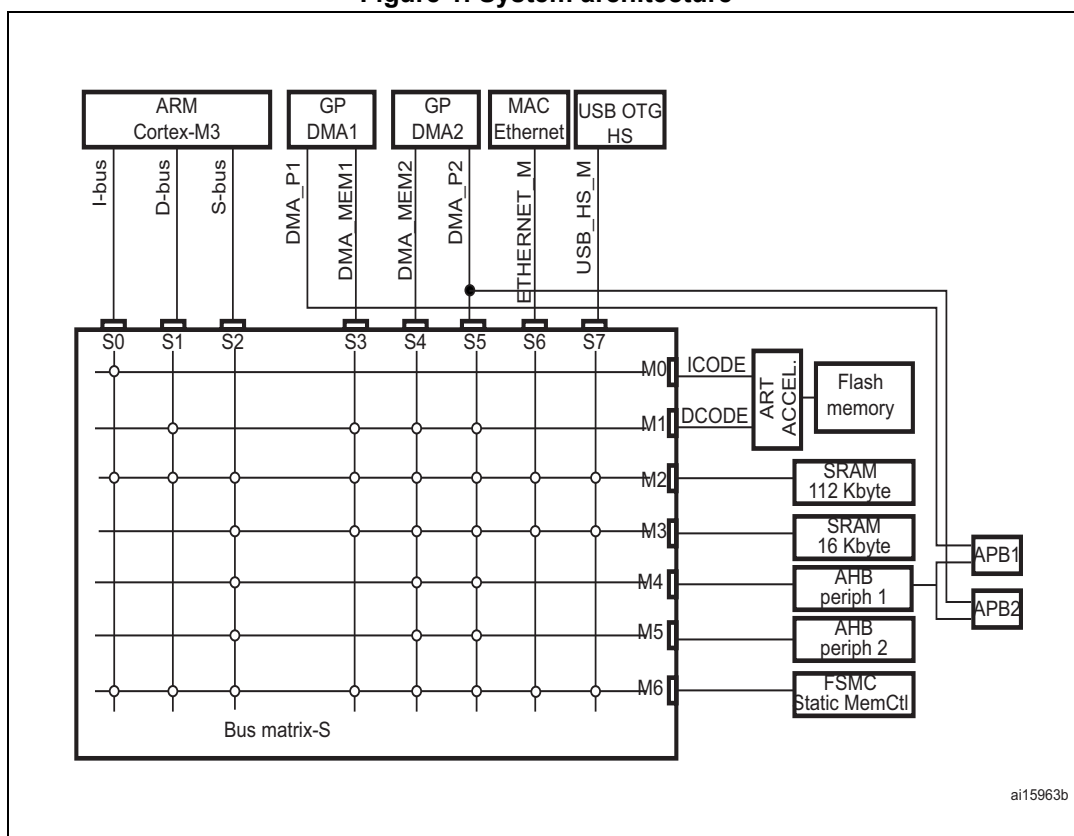 Figure 1. System architecture
ARM
Cortex-M3
GP
DMA1
GP
DMA2
MAC
Ethernet
USB OTG
HS
I-bus
D-bus
S-bus
DMA_P1
DMA_MEM1
DMA_MEM2
DMA_P2
ETHERNET_M
USB_HS_M
S0
S1
S2
S3
S4
S5
S6
S7
M0
ICODE
M1
DCODE
ART
ACCEL.
Flash
memory
M2
SRAM
112 Kbyte
M3
SRAM
16 Kbyte
M4
AHB
periph 1
APB1
APB2
M5
AHB
periph 2
M6
FSMC
Static MemCtl
Bus matrix-S
ai15963b